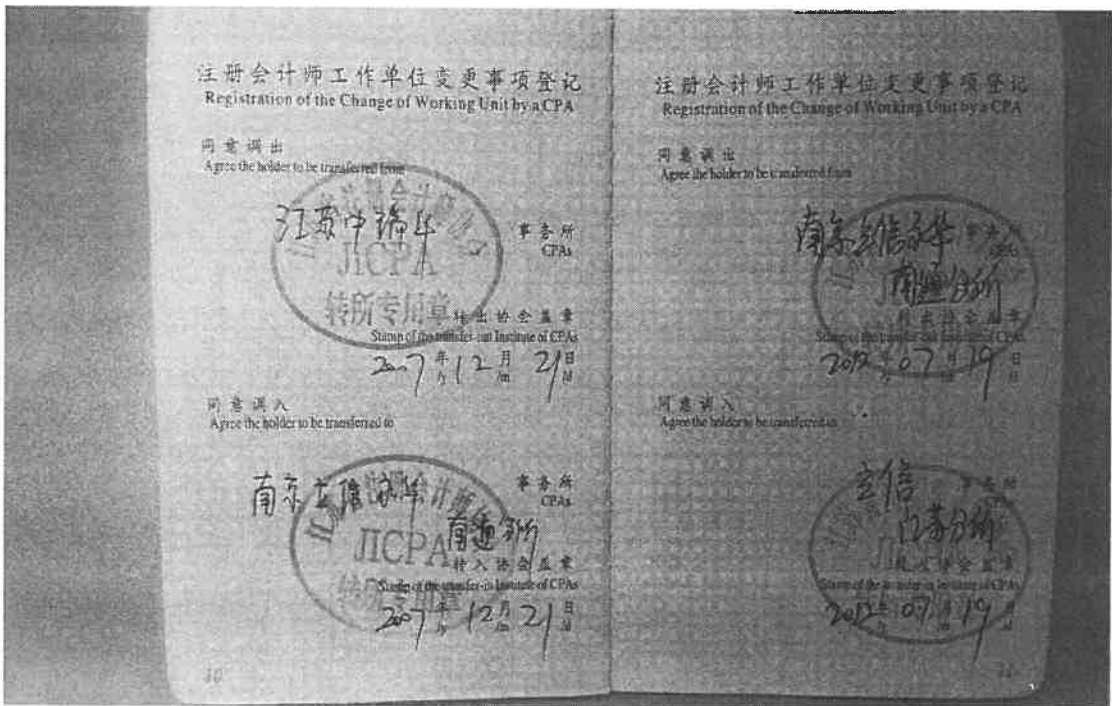 注册会计师工作单位变更事项登记
Registration of the Change of Working Unit by a CPA
同意调出
Agree the holder to be transferred from
江苏中瑞华
事务所
CPAs
JICPA
转所专用章
转出协会盖章
Stamp of the transfer-out Institute of CPAs
2007年12月21日
/y /m /d
同意调入
Agree the holder to be transferred to
南京立信永华
事务所
CPAs
南通分所
JICPA
转入协会盖章
Stamp of the transfer-in Institute of CPAs
转所专用章
2007年12月21日
/y /m /d
10
注册会计师工作单位变更事项登记
Registration of the Change of Working Unit by a CPA
同意调出
Agree the holder to be transferred from
南京立信永华
CPAs
南通分所
转出协会盖章
Stamp of the transfer-out Institute of CPAs
2012年07月19日
同意调入
Agree the holder to be transferred to
立信
事务所
CPAs
江苏分所
转入协会盖章
Stamp of the transfer-in Institute of CPAs
2012年07月19日
11